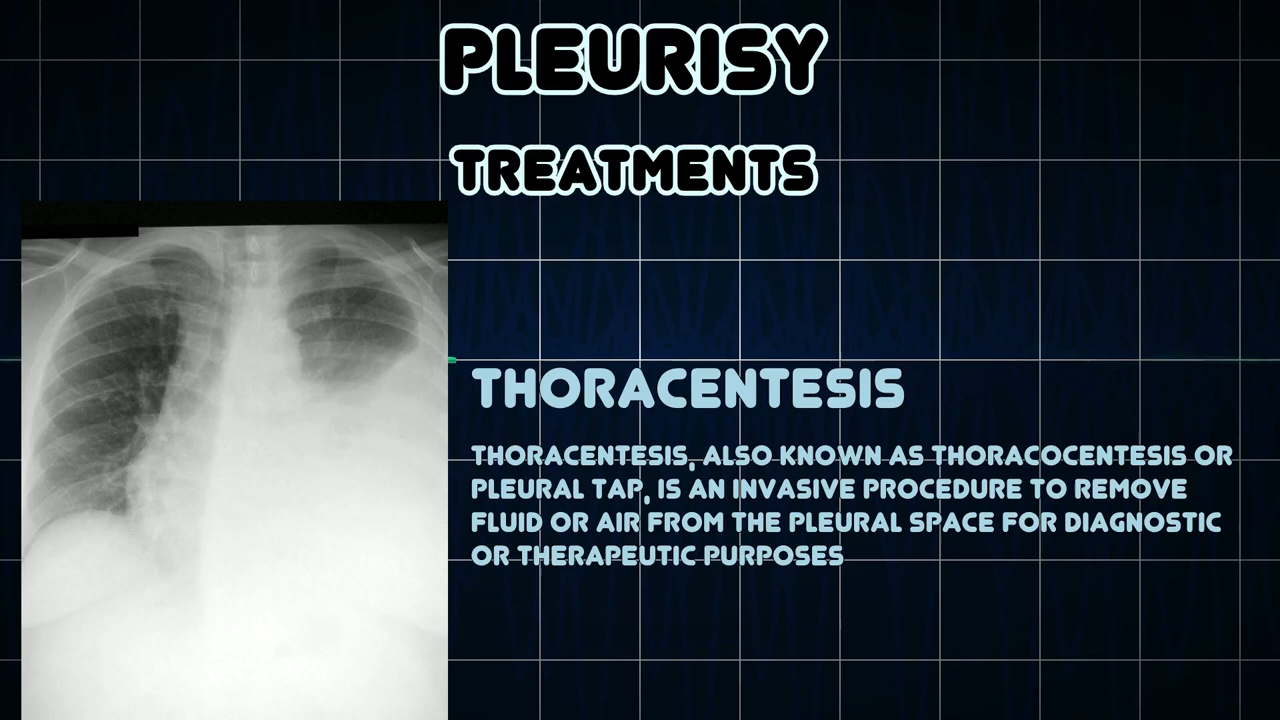 PLEURISY
TREATMENTS
THORACENTESIS
THORACENTESIS, ALSO KNOWN AS THORACOCENTESIS OR
PLEURAL TAP, IS AN INVASIVE PROCEDURE TO REMOVE
FLUID OR AIR FROM THE PLEURAL SPACE FOR DIAGNOSTIC
OR THERAPEUTIC PURPOSES